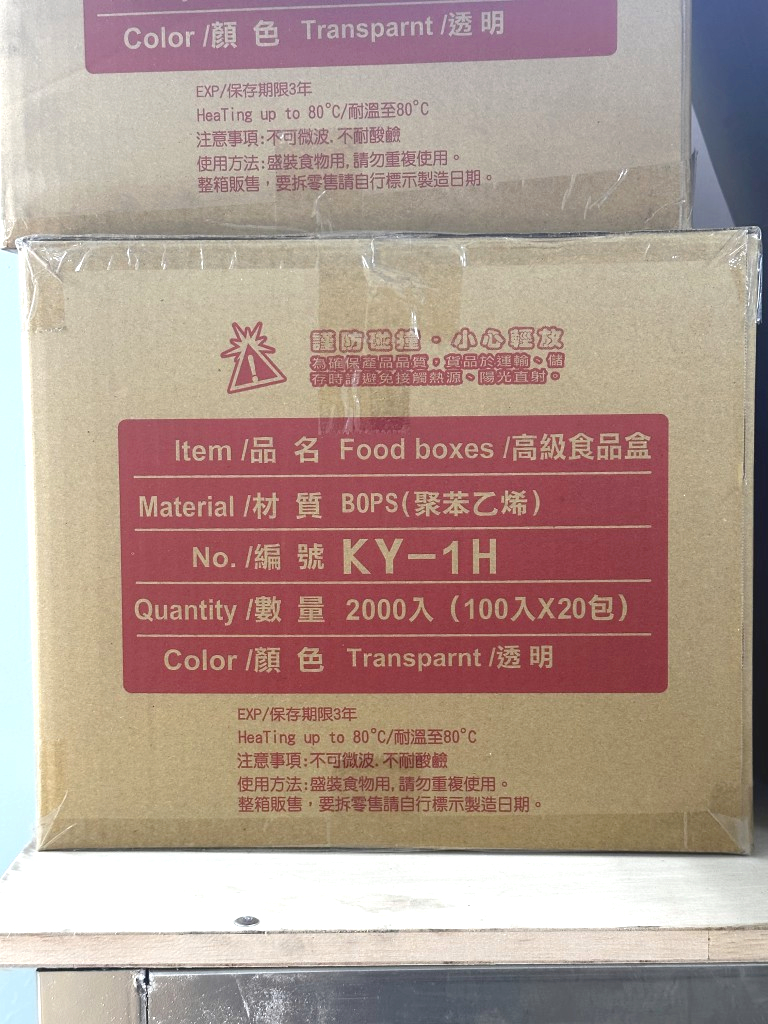 Color /顏 色 Transparnt /透 明
EXP/保存期限3年
HeaTing up to 80°C/耐溫至80°C
注意事項:不可微波.不耐酸鹼
使用方法:盛裝食物用,請勿重複使用。
整箱販售,要拆零售請自行標示製造日期。
謹防碰撞・小心輕放
為確保產品品質,貨品於運輸、儲
存時請避免接觸熱源、陽光直射。
Item /品 名 Food boxes /高級食品盒
Material /材 質 BOPS(聚苯乙烯)
No. /編 號 KY-1H
Quantity /數 量 2000入 (100入X20包)
Color /顏 色 Transparnt /透 明
EXP/保存期限3年
HeaTing up to 80°C/耐溫至80°C
注意事項:不可微波.不耐酸鹼
使用方法:盛裝食物用,請勿重複使用。
整箱販售,要拆零售請自行標示製造日期。